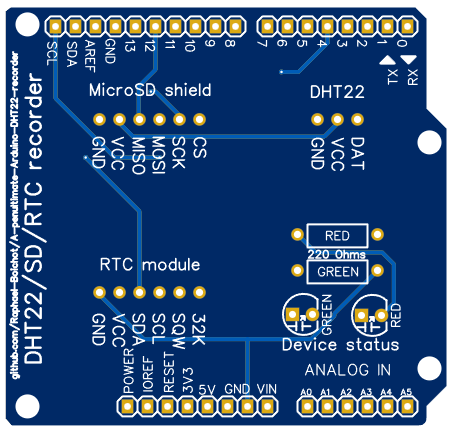 SCL
SDA
AREF
GND
13
12
11
10
9
8
7
6
5
4
3
2
1
0
TX
RX
MicroSD shield
GND
VCC
MISO
MOSI
SCK
CS
DHT22
GND
VCC
DAT
github.com/Raphael-Boichot/A-penultimate-Arduino-DHT22-recorder
DHT22/SD/RTC recorder
RED
220 Ohms
GREEN
RTC module
GND
VCC
SDA
SCL
SQW
32K
GREEN
RED
Device status
POWER
IOREF
RESET
3V3
5V
GND
VIN
ANALOG IN
A0
A1
A2
A3
A4
A5